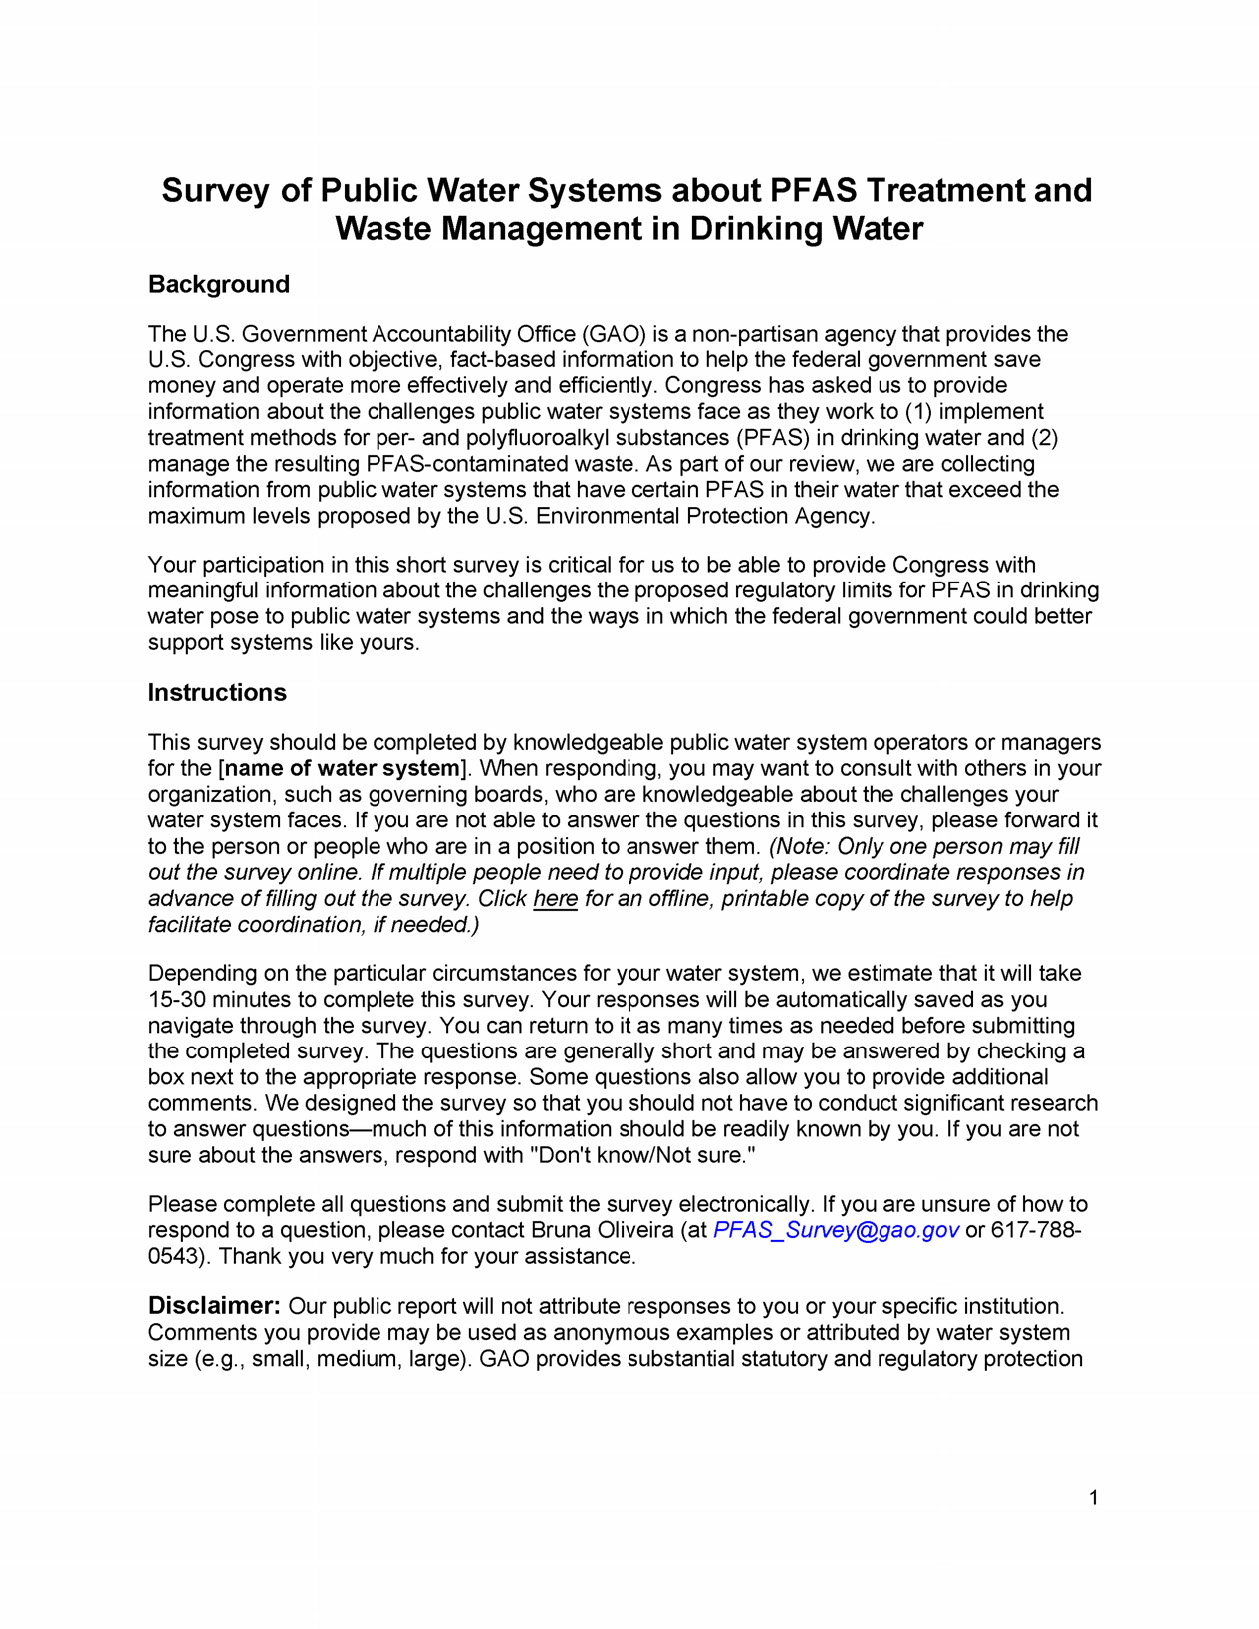 Survey of Public Water Systems about PFAS Treatment and
Waste Management in Drinking Water
Background
The U.S. Government Accountability Office (GAO) is a non-partisan agency that provides the
U.S. Congress with objective, fact-based information to help the federal government save
money and operate more effectively and efficiently. Congress has asked us to provide
information about the challenges public water systems face as they work to (1) implement
treatment methods for per- and polyfluoroalkyl substances (PFAS) in drinking water and (2)
manage the resulting PFAS-contaminated waste. As part of our review, we are collecting
information from public water systems that have certain PFAS in their water that exceed the
maximum levels proposed by the U.S. Environmental Protection Agency.
Your participation in this short survey is critical for us to be able to provide Congress with
meaningful information about the challenges the proposed regulatory limits for PFAS in drinking
water pose to public water systems and the ways in which the federal government could better
support systems like yours.
Instructions
This survey should be completed by knowledgeable public water system operators or managers
for the [name of water system]. When responding, you may want to consult with others in your
organization, such as governing boards, who are knowledgeable about the challenges your
water system faces. If you are not able to answer the questions in this survey, please forward it
to the person or people who are in a position to answer them. (Note: Only one person may fill
out the survey online. If multiple people need to provide input, please coordinate responses in
advance of filling out the survey. Click here for an offline, printable copy of the survey to help
facilitate coordination, if needed.)
Depending on the particular circumstances for your water system, we estimate that it will take
15-30 minutes to complete this survey. Your responses will be automatically saved as you
navigate through the survey. You can return to it as many times as needed before submitting
the completed survey. The questions are generally short and may be answered by checking a
box next to the appropriate response. Some questions also allow you to provide additional
comments. We designed the survey so that you should not have to conduct significant research
to answer questions—much of this information should be readily known by you. If you are not
sure about the answers, respond with "Don't know/Not sure."
Please complete all questions and submit the survey electronically. If you are unsure of how to
respond to a question, please contact Bruna Oliveira (at PFAS_Survey@gao.gov or 617-788-
0543). Thank you very much for your assistance.
Disclaimer: Our public report will not attribute responses to you or your specific institution.
Comments you provide may be used as anonymous examples or attributed by water system
size (e.g., small, medium, large). GAO provides substantial statutory and regulatory protection
1